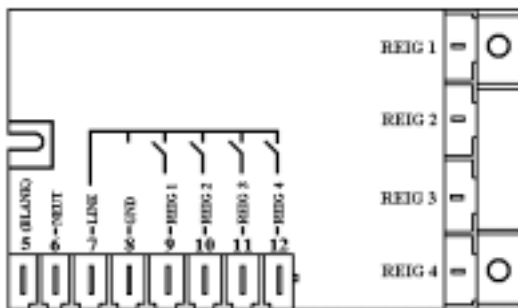 REIG 1
REIG 2
REIG 3
REIG 4
5 (BLANK)
6=NEUT
7=LINE
8=GND
9=REIG 1
10=REIG 2
11=REIG 3
12=REIG 4